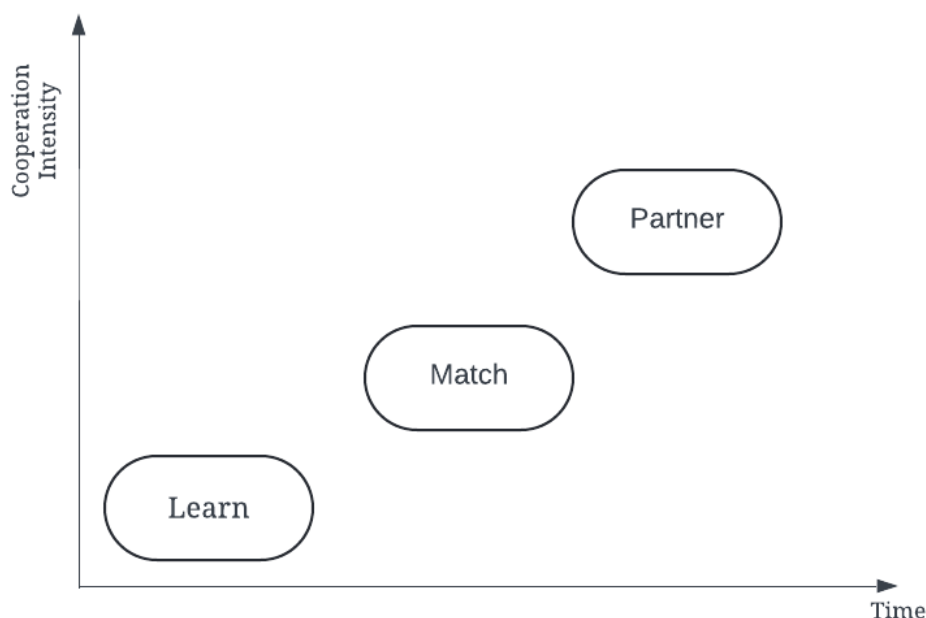 Cooperation
Intensity
Partner
Match
Learn
Time